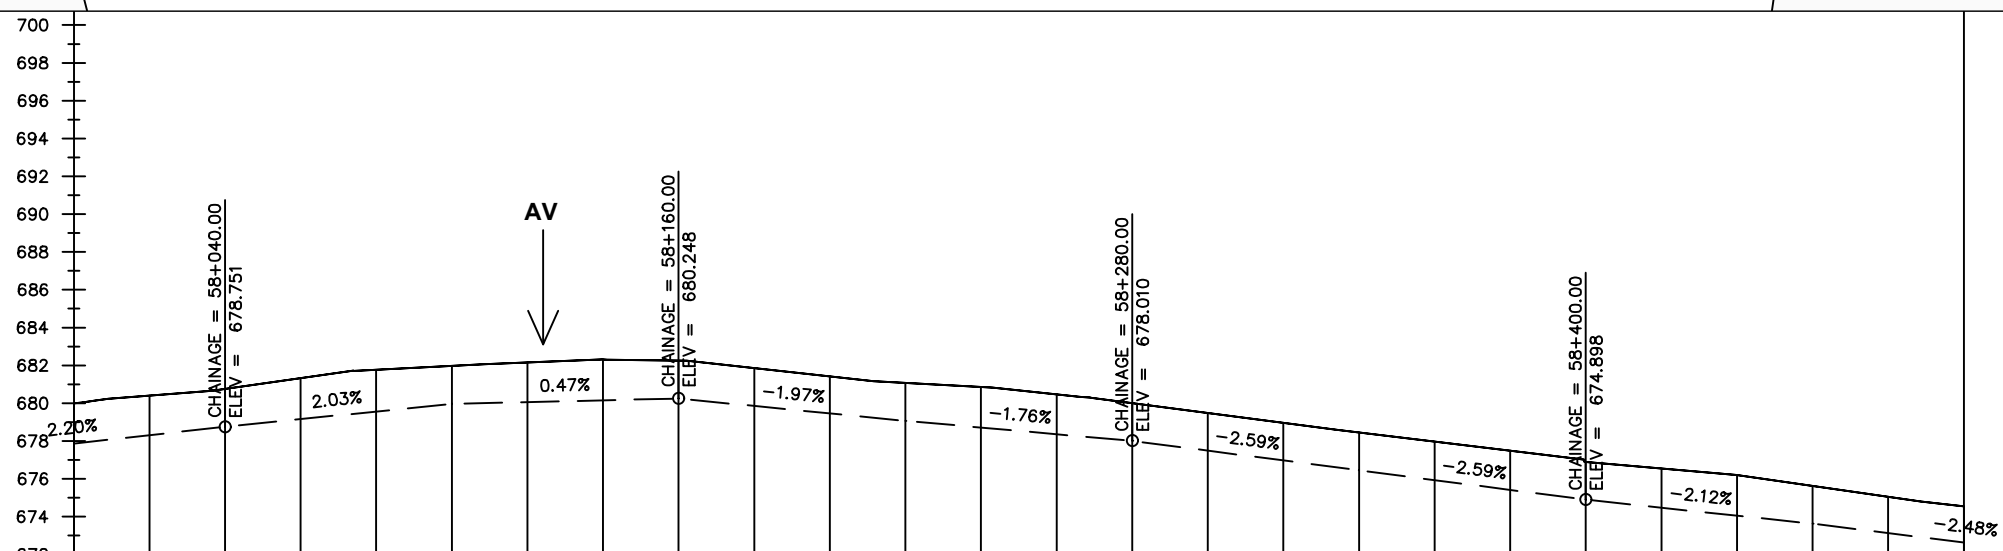 700
698
696
694
692
690
688
686
684
682
680
678
676
674
CHAINAGE = 58+040.00
ELEV = 678.751
AV
CHAINAGE = 58+160.00
ELEV = 680.248
CHAINAGE = 58+280.00
ELEV = 678.010
CHAINAGE = 58+400.00
ELEV = 674.898
2.20%
2.03%
0.47%
-1.97%
-1.76%
-2.59%
-2.59%
-2.12%
-2.48%